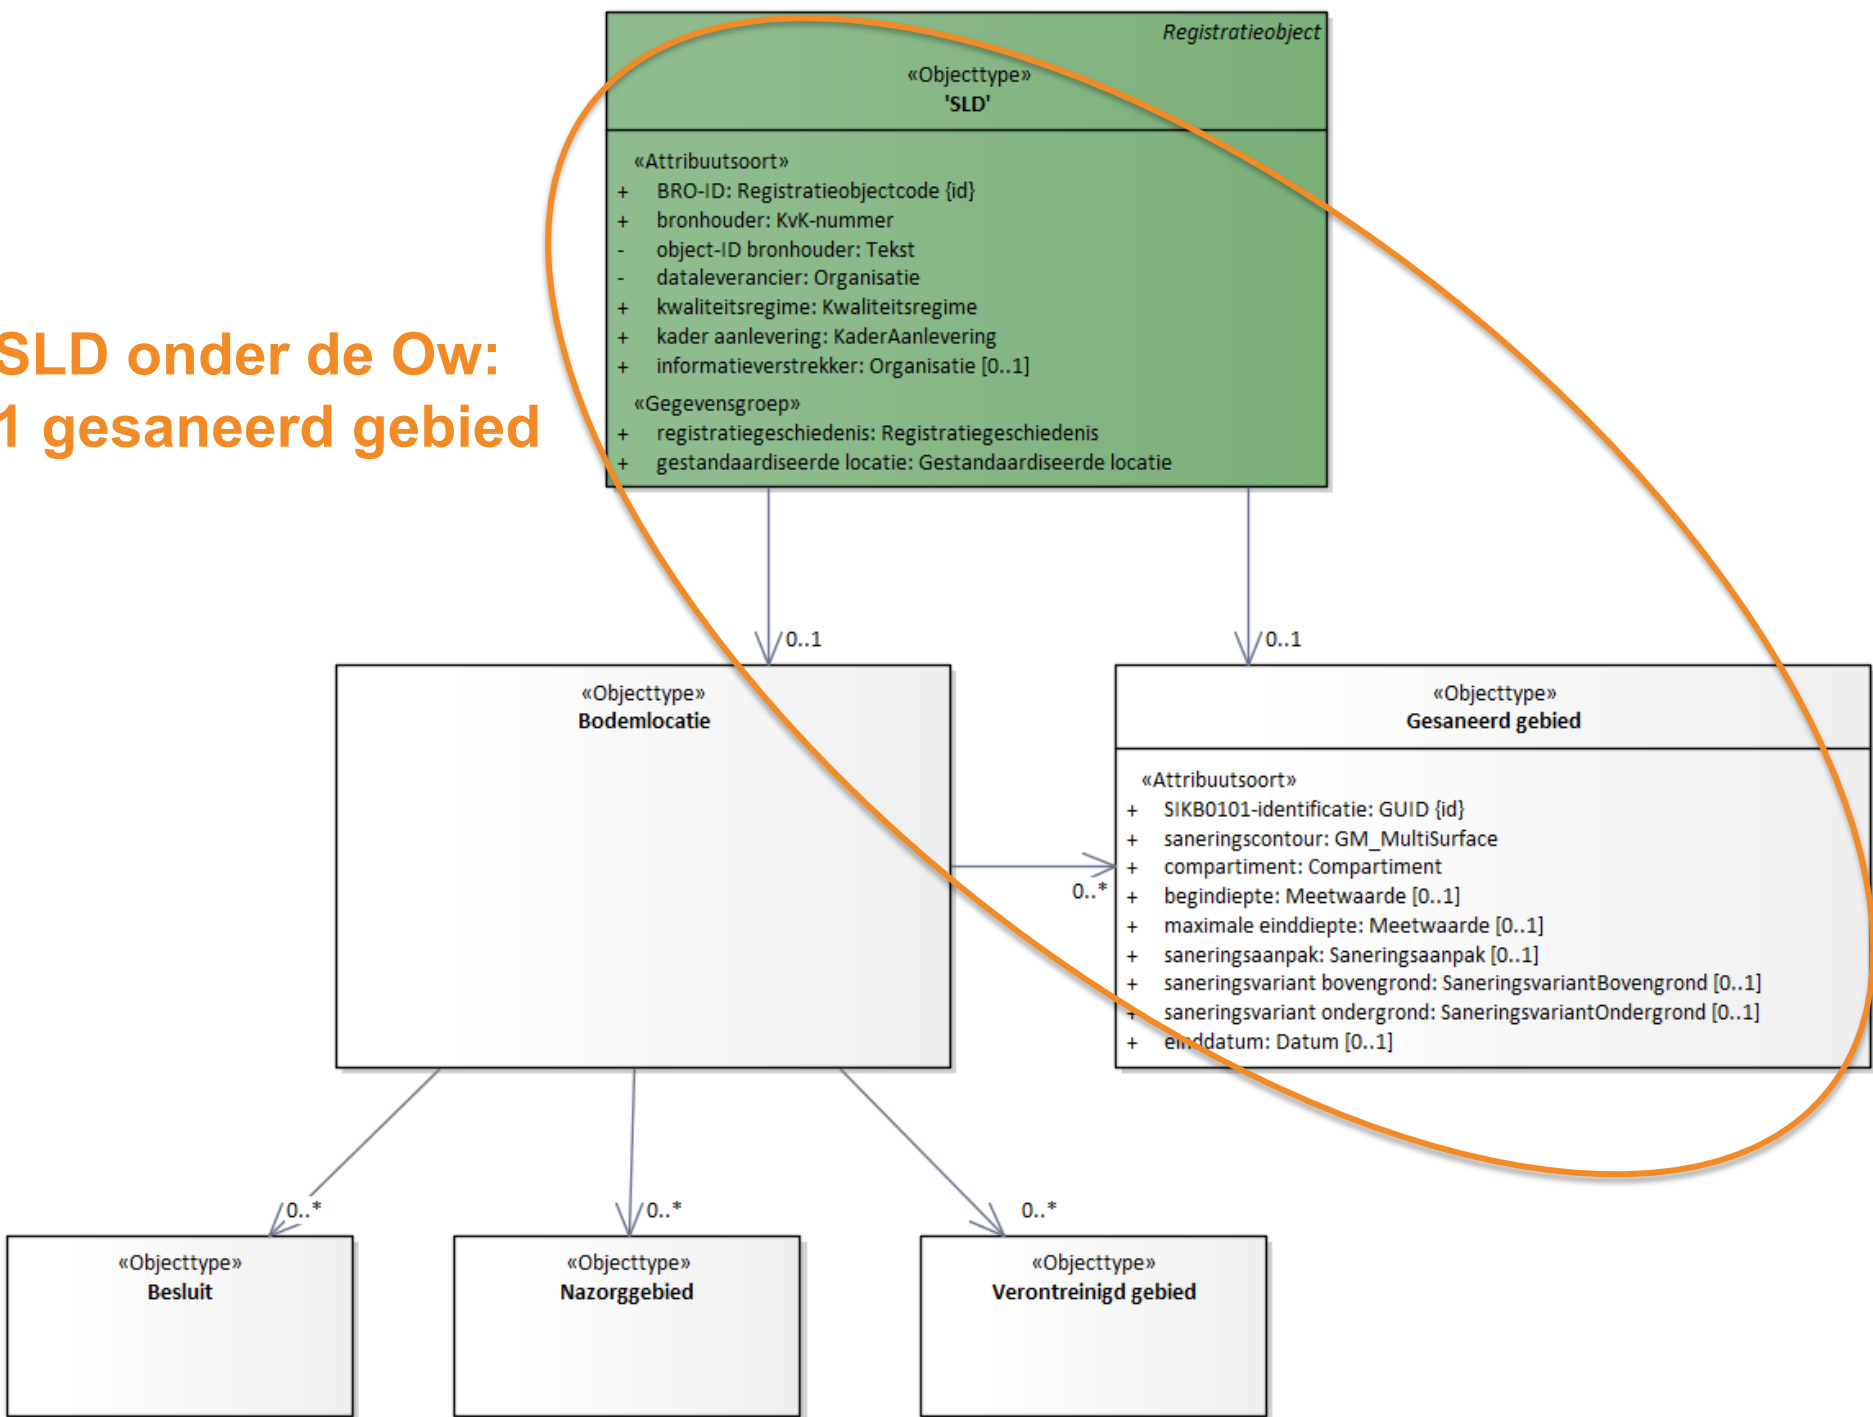 Registratieobject
«Objecttype»
'SLD'
«Attribuutsoort»
+ BRO-ID: Registratieobjectcode {id}
+ bronhouder: KvK-nummer
- object-ID bronhouder: Tekst
- dataleverancier: Organisatie
+ kwaliteitsregime: Kwaliteitsregime
+ kader aanlevering: KaderAanlevering
+ informatieverstrekker: Organisatie [0..1]
«Gegevensgroep»
+ registratiegeschiedenis: Registratiegeschiedenis
+ gestandaardiseerde locatie: Gestandaardiseerde locatie
SLD onder de Ow:
1 gesaneerd gebied
0..1
0..1
«Objecttype»
Bodemlocatie
«Objecttype»
Gesaneerd gebied
«Attribuutsoort»
+ SIKB0101-identificatie: GUID {id}
+ saneringscontour: GM_MultiSurface
+ compartiment: Compartiment
+ begindiepte: Meetwaarde [0..1]
+ maximale einddiepte: Meetwaarde [0..1]
+ saneringsaanpak: Saneringsaanpak [0..1]
+ saneringsvariant bovengrond: SaneringsvariantBovengrond [0..1]
+ saneringsvariant ondergrond: SaneringsvariantOndergrond [0..1]
+ einddatum: Datum [0..1]
0..*
0..*
0..*
0..*
«Objecttype»
Besluit
«Objecttype»
Nazorggebied
«Objecttype»
Verontreinigd gebied